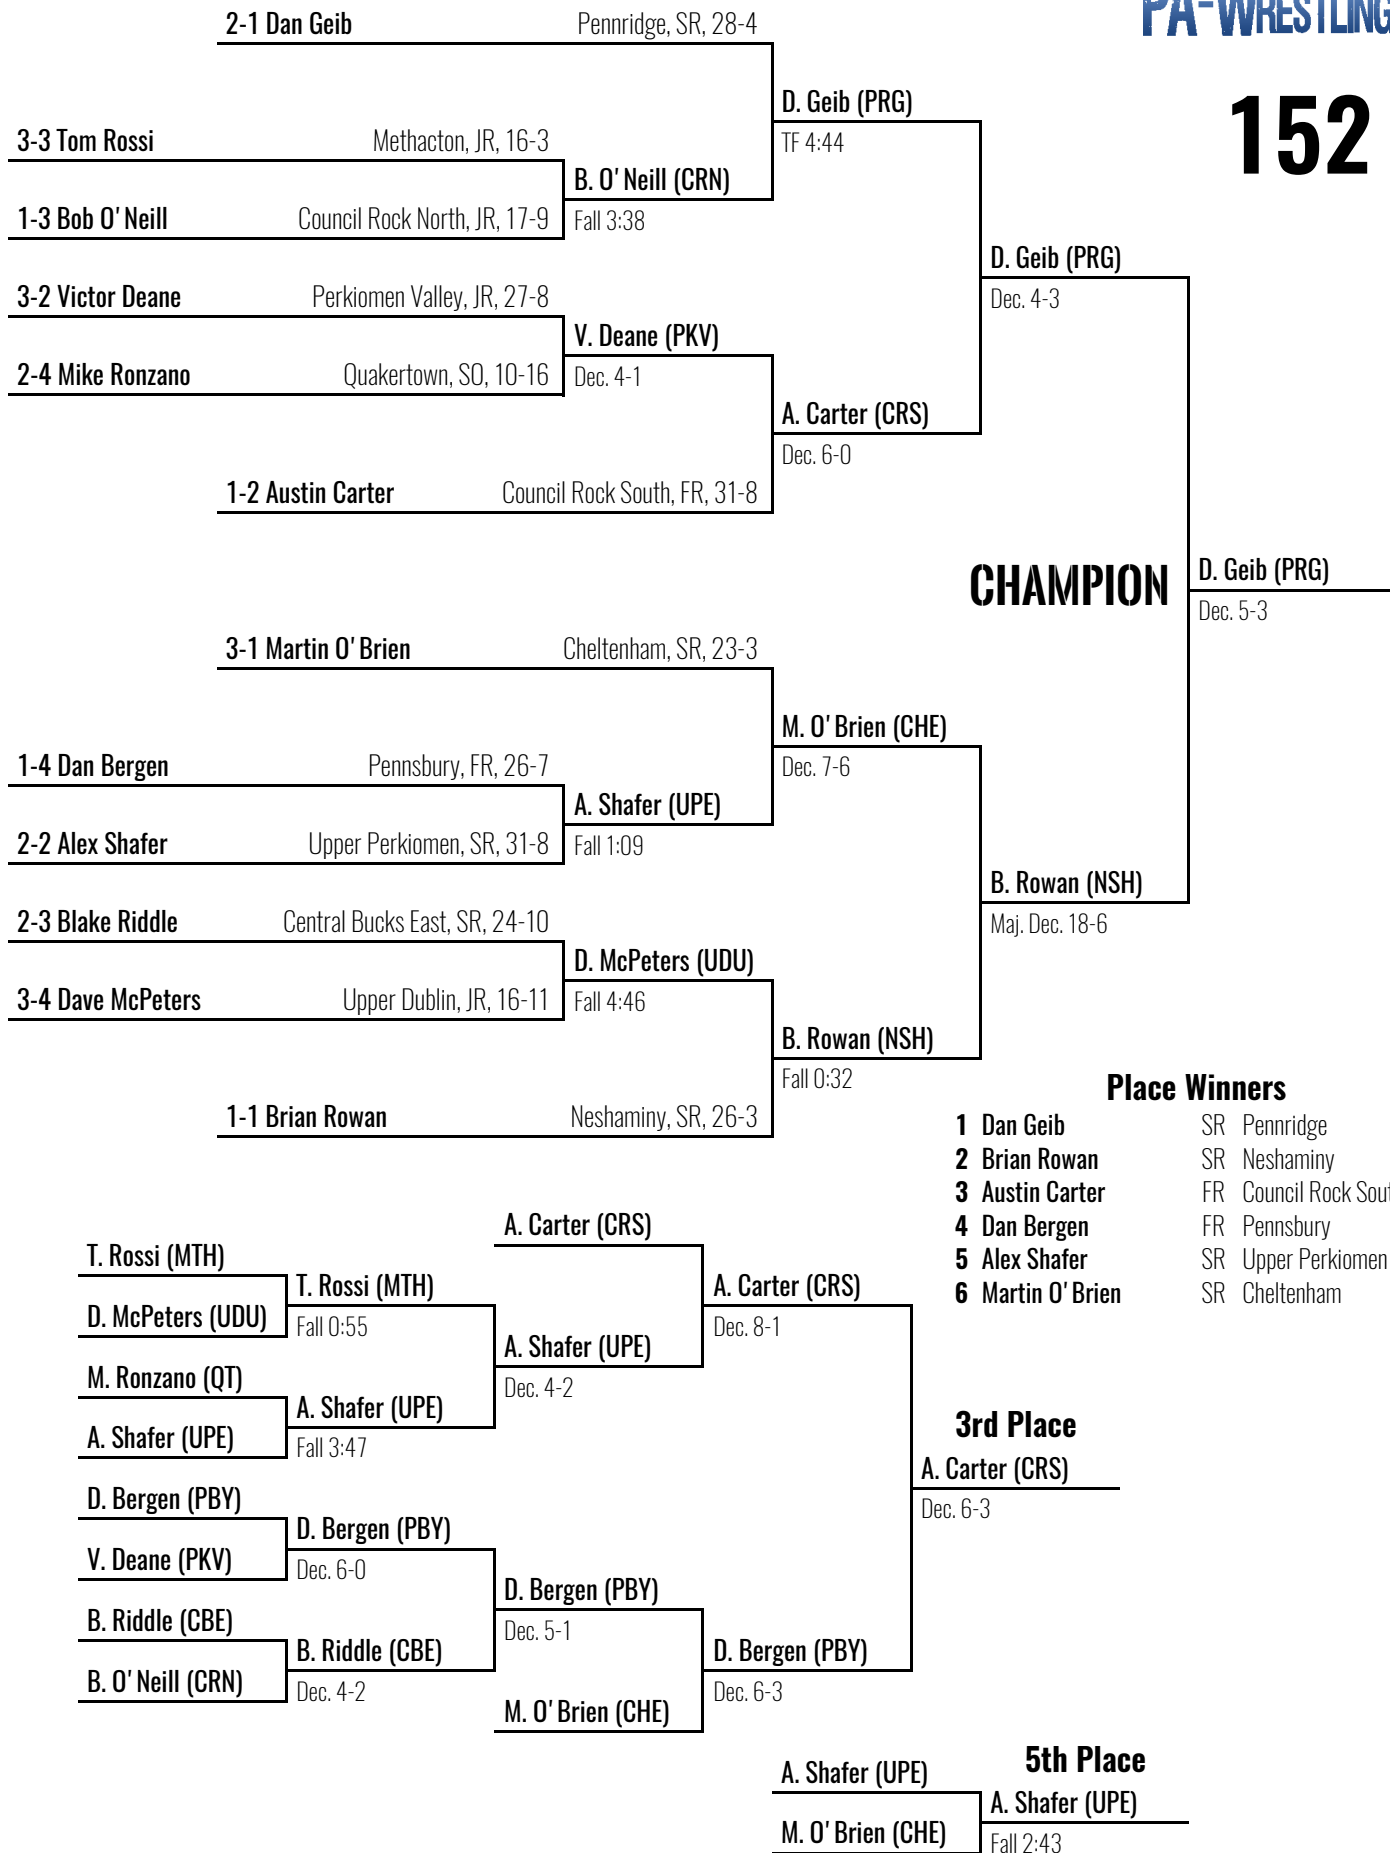 PA-WRESTLING
152
2-1 Dan Geib Pennridge, SR, 28-4
D. Geib (PRG)
TF 4:44
3-3 Tom Rossi Methacton, JR, 16-3
B. O'Neill (CRN)
Fall 3:38
1-3 Bob O'Neill Council Rock North, JR, 17-9
D. Geib (PRG)
Dec. 4-3
3-2 Victor Deane Perkiomen Valley, JR, 27-8
V. Deane (PKV)
Dec. 4-1
2-4 Mike Ronzano Quakertown, SO, 10-16
A. Carter (CRS)
Dec. 6-0
1-2 Austin Carter Council Rock South, FR, 31-8
CHAMPION
D. Geib (PRG)
Dec. 5-3
3-1 Martin O'Brien Cheltenham, SR, 23-3
M. O'Brien (CHE)
Dec. 7-6
1-4 Dan Bergen Pennsbury, FR, 26-7
A. Shafer (UPE)
Fall 1:09
2-2 Alex Shafer Upper Perkiomen, SR, 31-8
B. Rowan (NSH)
Maj. Dec. 18-6
2-3 Blake Riddle Central Bucks East, SR, 24-10
D. McPeters (UDU)
Fall 4:46
3-4 Dave McPeters Upper Dublin, JR, 16-11
B. Rowan (NSH)
Fall 0:32
1-1 Brian Rowan Neshaminy, SR, 26-3
Place Winners
1 Dan Geib SR Pennridge
2 Brian Rowan SR Neshaminy
3 Austin Carter FR Council Rock Sout
4 Dan Bergen FR Pennsbury
5 Alex Shafer SR Upper Perkiomen
6 Martin O'Brien SR Cheltenham
A. Carter (CRS)
T. Rossi (MTH)
T. Rossi (MTH)
Fall 0:55
D. McPeters (UDU)
A. Carter (CRS)
Dec. 8-1
A. Shafer (UPE)
Dec. 4-2
M. Ronzano (QT)
A. Shafer (UPE)
Fall 3:47
A. Shafer (UPE)
3rd Place
A. Carter (CRS)
Dec. 6-3
D. Bergen (PBY)
D. Bergen (PBY)
Dec. 6-0
V. Deane (PKV)
D. Bergen (PBY)
Dec. 5-1
B. Riddle (CBE)
B. Riddle (CBE)
Dec. 4-2
B. O'Neill (CRN)
D. Bergen (PBY)
Dec. 6-3
M. O'Brien (CHE)
5th Place
A. Shafer (UPE)
A. Shafer (UPE)
Fall 2:43
M. O'Brien (CHE)